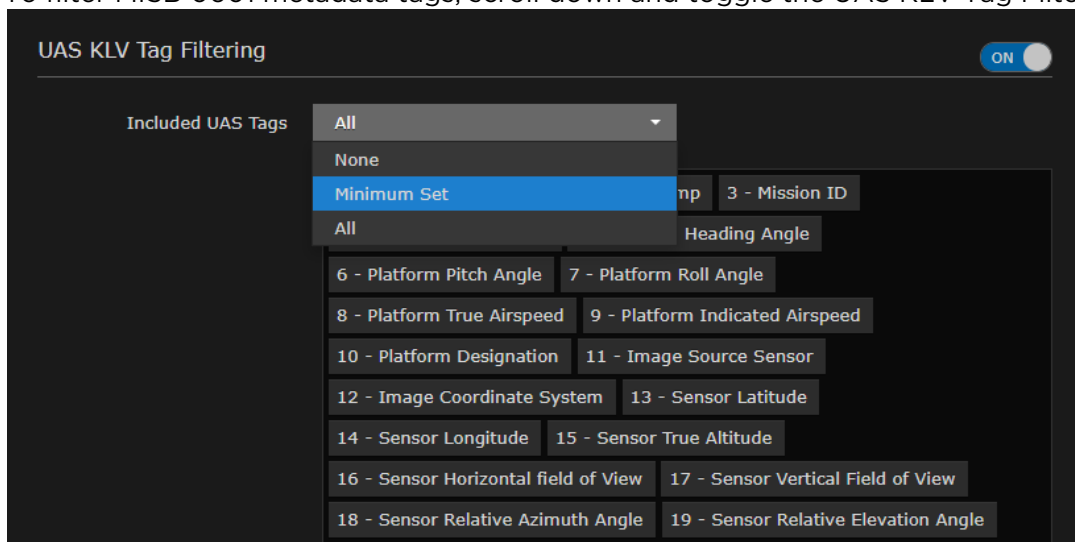 UAS KLV Tag Filtering
ON
Included UAS Tags
All
None
Minimum Set
mp 3 - Mission ID
All
Heading Angle
6 - Platform Pitch Angle 7 - Platform Roll Angle
8 - Platform True Airspeed 9 - Platform Indicated Airspeed
10 - Platform Designation 11 - Image Source Sensor
12 - Image Coordinate System 13 - Sensor Latitude
14 - Sensor Longitude 15 - Sensor True Altitude
16 - Sensor Horizontal field of View 17 - Sensor Vertical Field of View
18 - Sensor Relative Azimuth Angle 19 - Sensor Relative Elevation Angle